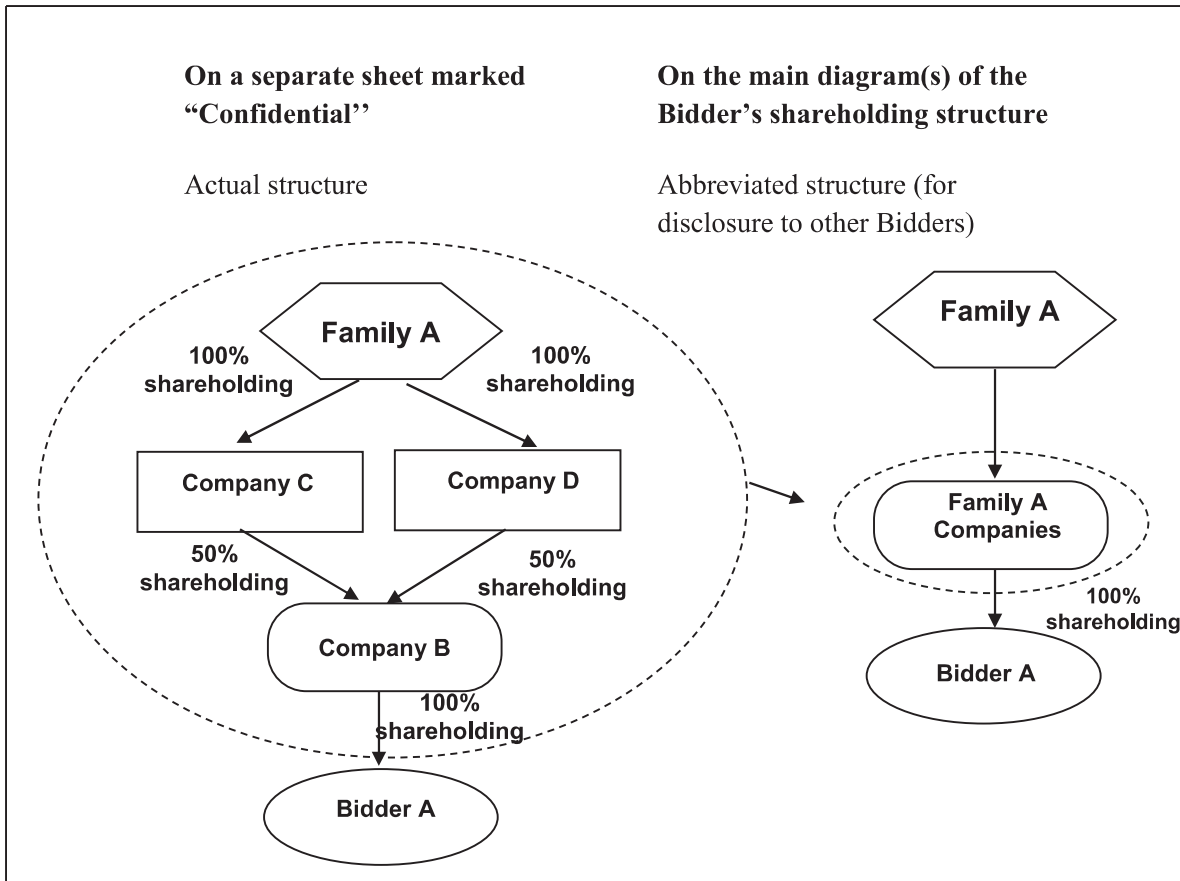 On a separate sheet marked
“Confidential’’
Actual structure
Family A
100%
shareholding
100%
shareholding
Company C
Company D
50%
shareholding
50%
shareholding
Company B
100%
shareholding
Bidder A
On the main diagram(s) of the
Bidder’s shareholding structure
Abbreviated structure (for
disclosure to other Bidders)
Family A
Family A
Companies
100%
shareholding
Bidder A